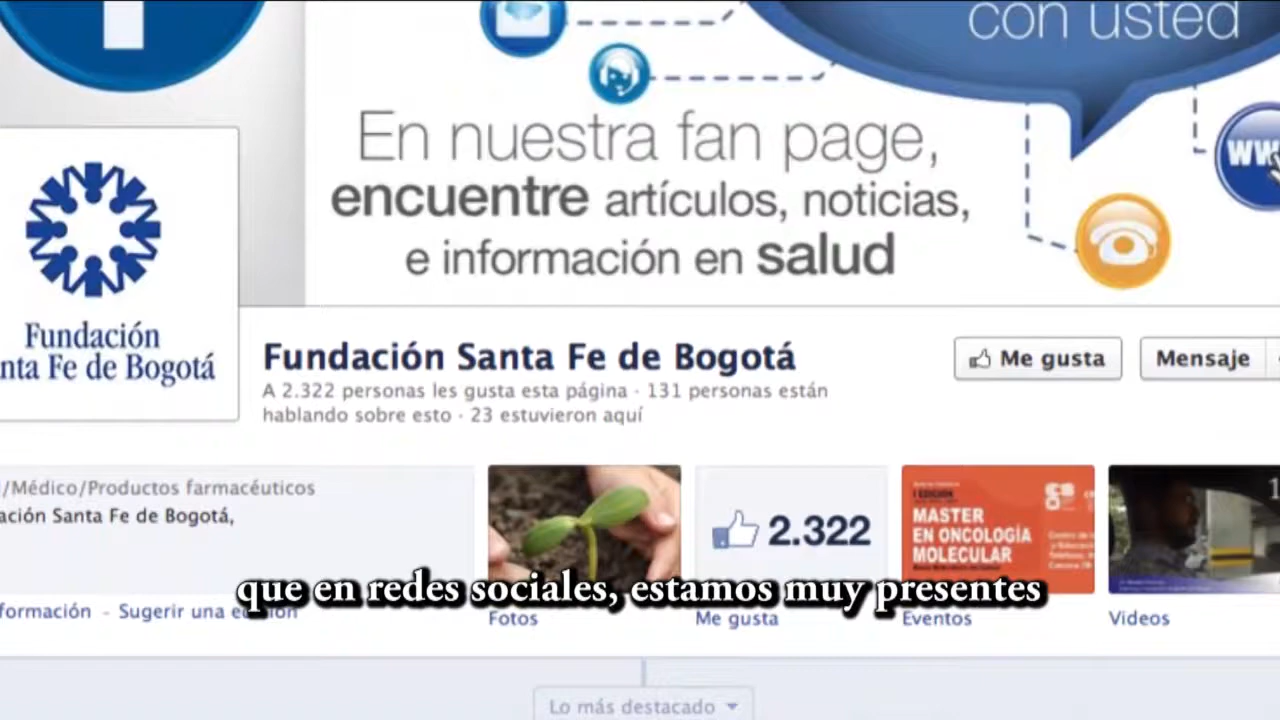 con usted
En nuestra fan page,
encuentre artículos, noticias,
e información en salud
Fundación
nta Fe de Bogotá
Fundación Santa Fe de Bogotá
A 2.322 personas les gusta esta página · 131 personas están
hablando sobre esto · 23 estuvieron aquí
Me gusta
Mensaje
/Médico/Productos farmacéuticos
ación Santa Fe de Bogotá,
2.322
I EDICIÓN
MASTER
EN ONCOLOGÍA
MOLECULAR
que en redes sociales, estamos muy presentes
formación - Sugerir una edición
Fotos
Me gusta
Eventos
Videos
Lo más destacado